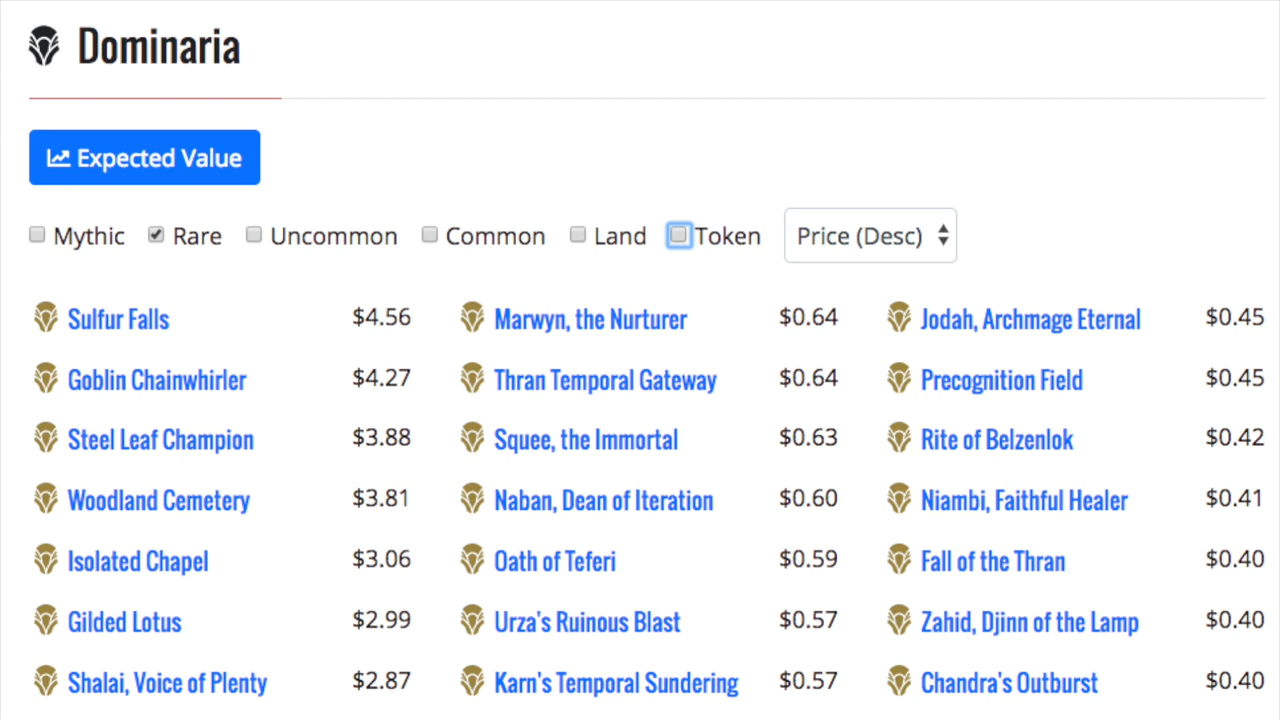 Dominaria
Expected Value
Mythic Rare Uncommon Common Land Token Price (Desc)
Sulfur Falls $4.56 Marwyn, the Nurturer $0.64 Jodah, Archmage Eternal $0.45
Goblin Chainwhirler $4.27 Thran Temporal Gateway $0.64 Precognition Field $0.45
Steel Leaf Champion $3.88 Squee, the Immortal $0.63 Rite of Belzenlok $0.42
Woodland Cemetery $3.81 Naban, Dean of Iteration $0.60 Niambi, Faithful Healer $0.41
Isolated Chapel $3.06 Oath of Teferi $0.59 Fall of the Thran $0.40
Gilded Lotus $2.99 Urza's Ruinous Blast $0.57 Zahid, Djinn of the Lamp $0.40
Shalai, Voice of Plenty $2.87 Karn's Temporal Sundering $0.57 Chandra's Outburst $0.40